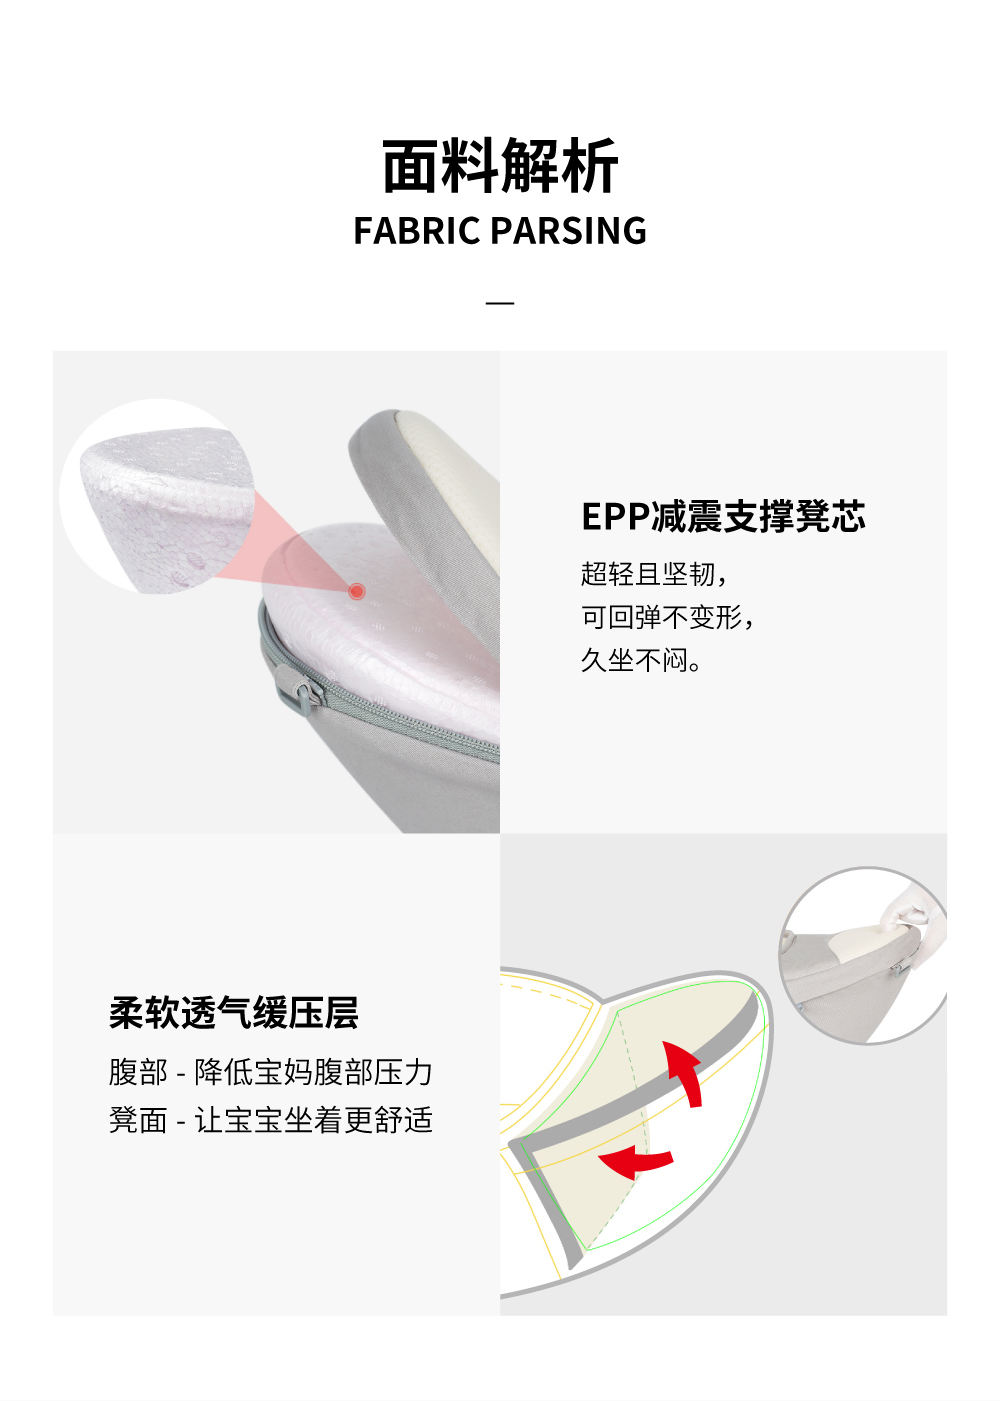 面料解析
FABRIC PARSING
EPP减震支撑凳芯
超轻且坚韧，
可回弹不变形，
久坐不闷。
柔软透气缓压层
腹部 - 降低宝妈腹部压力
凳面 - 让宝宝坐着更舒适